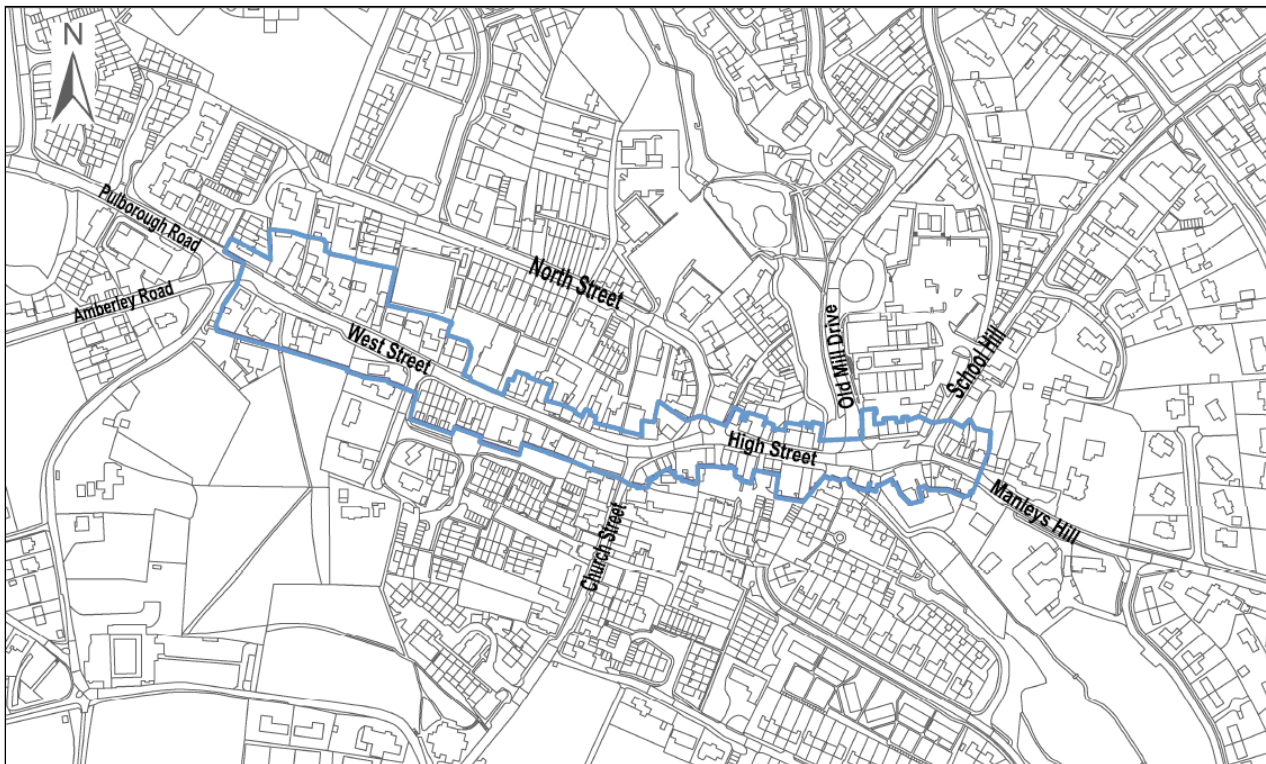 N
Pulborough Road
Amberley Road
West Street
North Street
Church Street
High Street
Old Mill Drive
School Hill
Manleys Hill